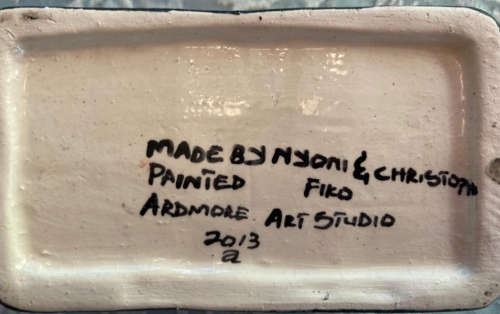 MADE BY NYONI & CHRISTOPH
PAINTED FIKO
ARDMORE ART STUDIO
2013
a